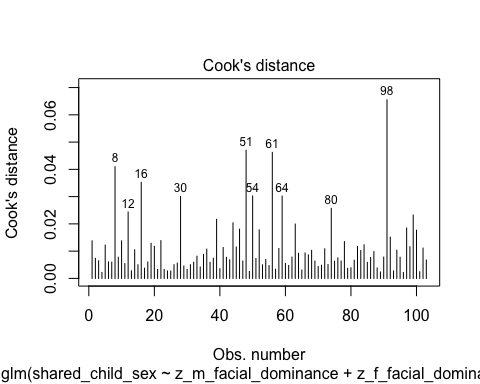 Cook's distance
Cook's distance
0.00 0.02 0.04 0.06
8
12
16
30
51
54
61
64
80
98
0 20 40 60 80 100
Obs. number
glm(shared_child_sex ~ z_m_facial_dominance + z_f_facial_domina